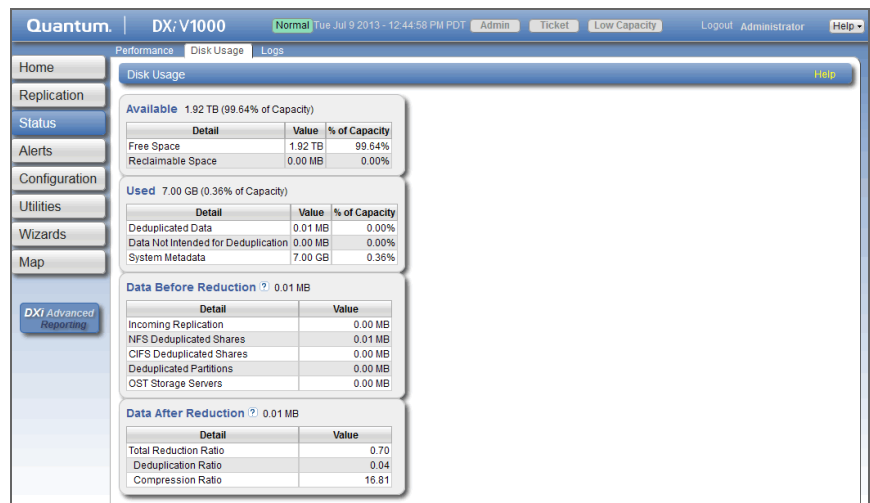 Quantum. DXi V1000 Normal Tue Jul 9 2013 - 12:44:58 PM PDT Admin Ticket Low Capacity Logout Administrator Help
Performance Disk Usage Logs
Home
Replication
Status
Alerts
Configuration
Utilities
Wizards
Map
DXi Advanced
Reporting
Disk Usage Help
Available 1.92 TB (99.64% of Capacity)
Detail Value % of Capacity
Free Space 1.92 TB 99.64%
Reclaimable Space 0.00 MB 0.00%
Used 7.00 GB (0.36% of Capacity)
Detail Value % of Capacity
Deduplicated Data 0.01 MB 0.00%
Data Not Intended for Deduplication 0.00 MB 0.00%
System Metadata 7.00 GB 0.36%
Data Before Reduction ? 0.01 MB
Detail Value
Incoming Replication 0.00 MB
NFS Deduplicated Shares 0.01 MB
CIFS Deduplicated Shares 0.00 MB
Deduplicated Partitions 0.00 MB
OST Storage Servers 0.00 MB
Data After Reduction ? 0.01 MB
Detail Value
Total Reduction Ratio 0.70
Deduplication Ratio 0.04
Compression Ratio 16.81